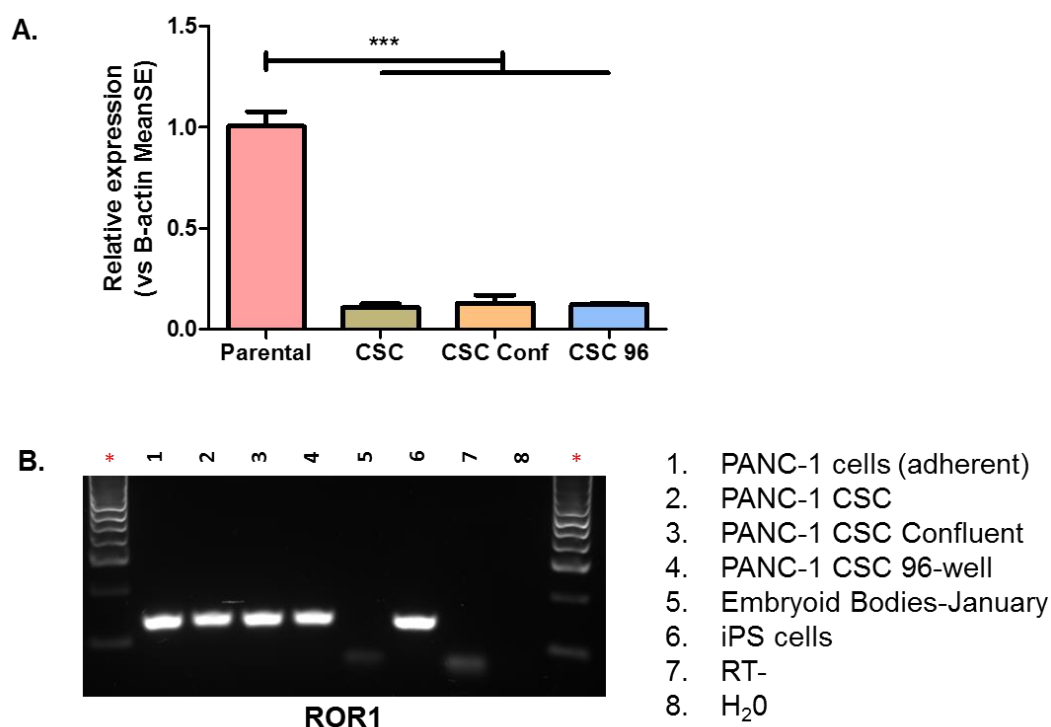 A.
Relative expression
(vs B-actin MeanSE)
1.5
1.0
0.5
0.0
***
Parental CSC CSC Conf CSC 96
B.
* 1 2 3 4 5 6 7 8 *
ROR1
1. PANC-1 cells (adherent)
2. PANC-1 CSC
3. PANC-1 CSC Confluent
4. PANC-1 CSC 96-well
5. Embryoid Bodies-January
6. iPS cells
7. RT-
8. H₂0